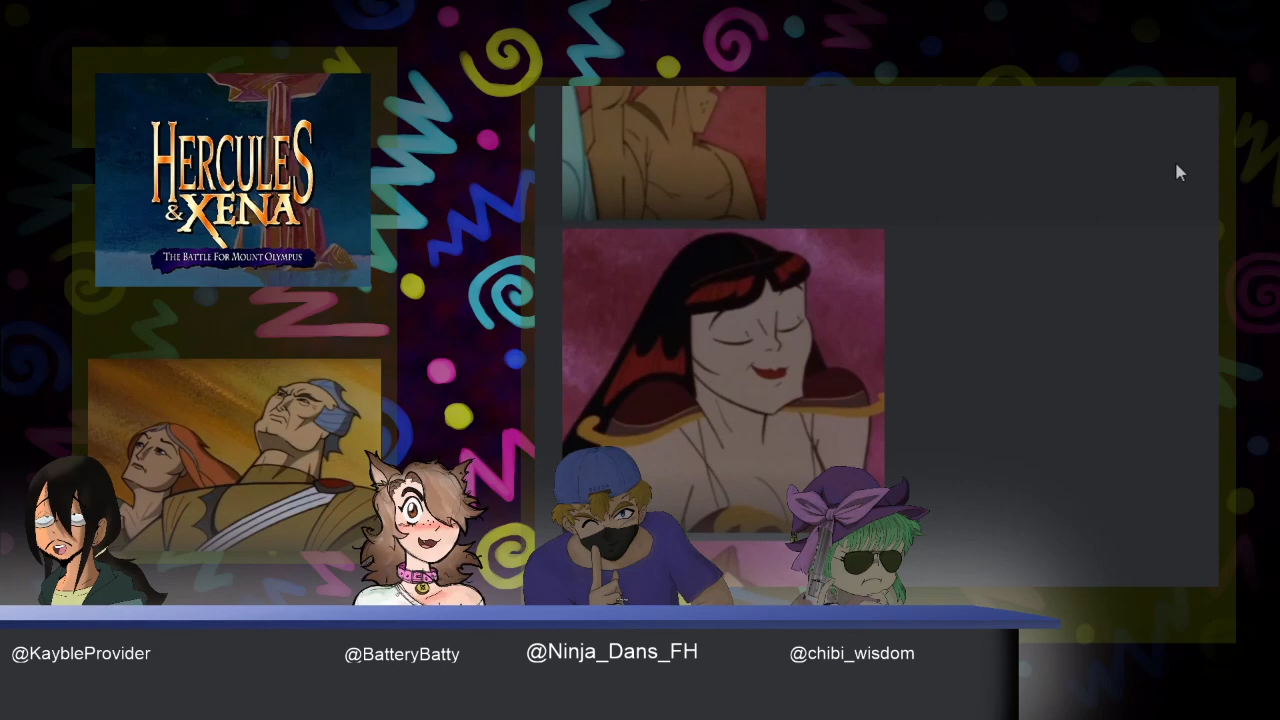 HERCULES
& XENA
THE BATTLE FOR MOUNT OLYMPUS
@KaybleProvider
@BatteryBatty
@Ninja_Dans_FH
@chibi_wisdom